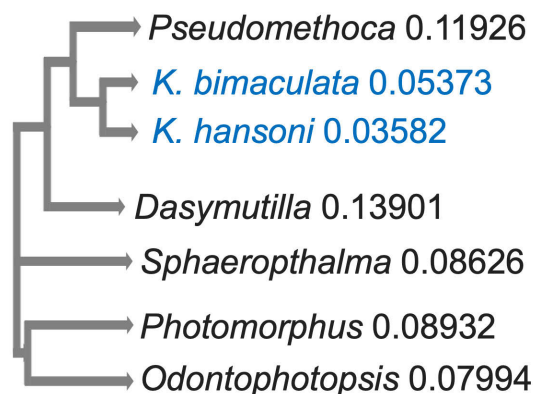 Pseudomethoca 0.11926
K. bimaculata 0.05373
K. hansoni 0.03582
Dasymutilla 0.13901
Sphaeropthalma 0.08626
Photomorphus 0.08932
Odontophotopsis 0.07994